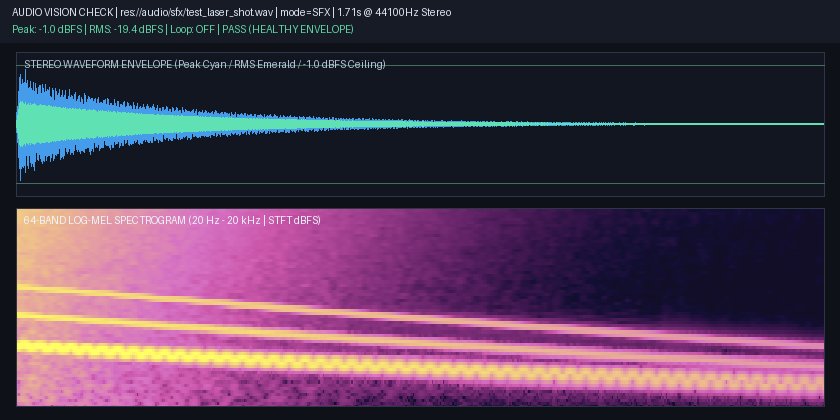 AUDIO VISION CHECK | res://audio/sfx/test_laser_shot.wav | mode=SFX | 1.71s @ 44100Hz Stereo
Peak: -1.0 dBFS | RMS: -19.4 dBFS | Loop: OFF | PASS (HEALTHY ENVELOPE)
STEREO WAVEFORM ENVELOPE (Peak Cyan / RMS Emerald / -1.0 dBFS Ceiling)
64-BAND LOG-MEL SPECTROGRAM (20 Hz - 20 kHz | STFT dBFS)